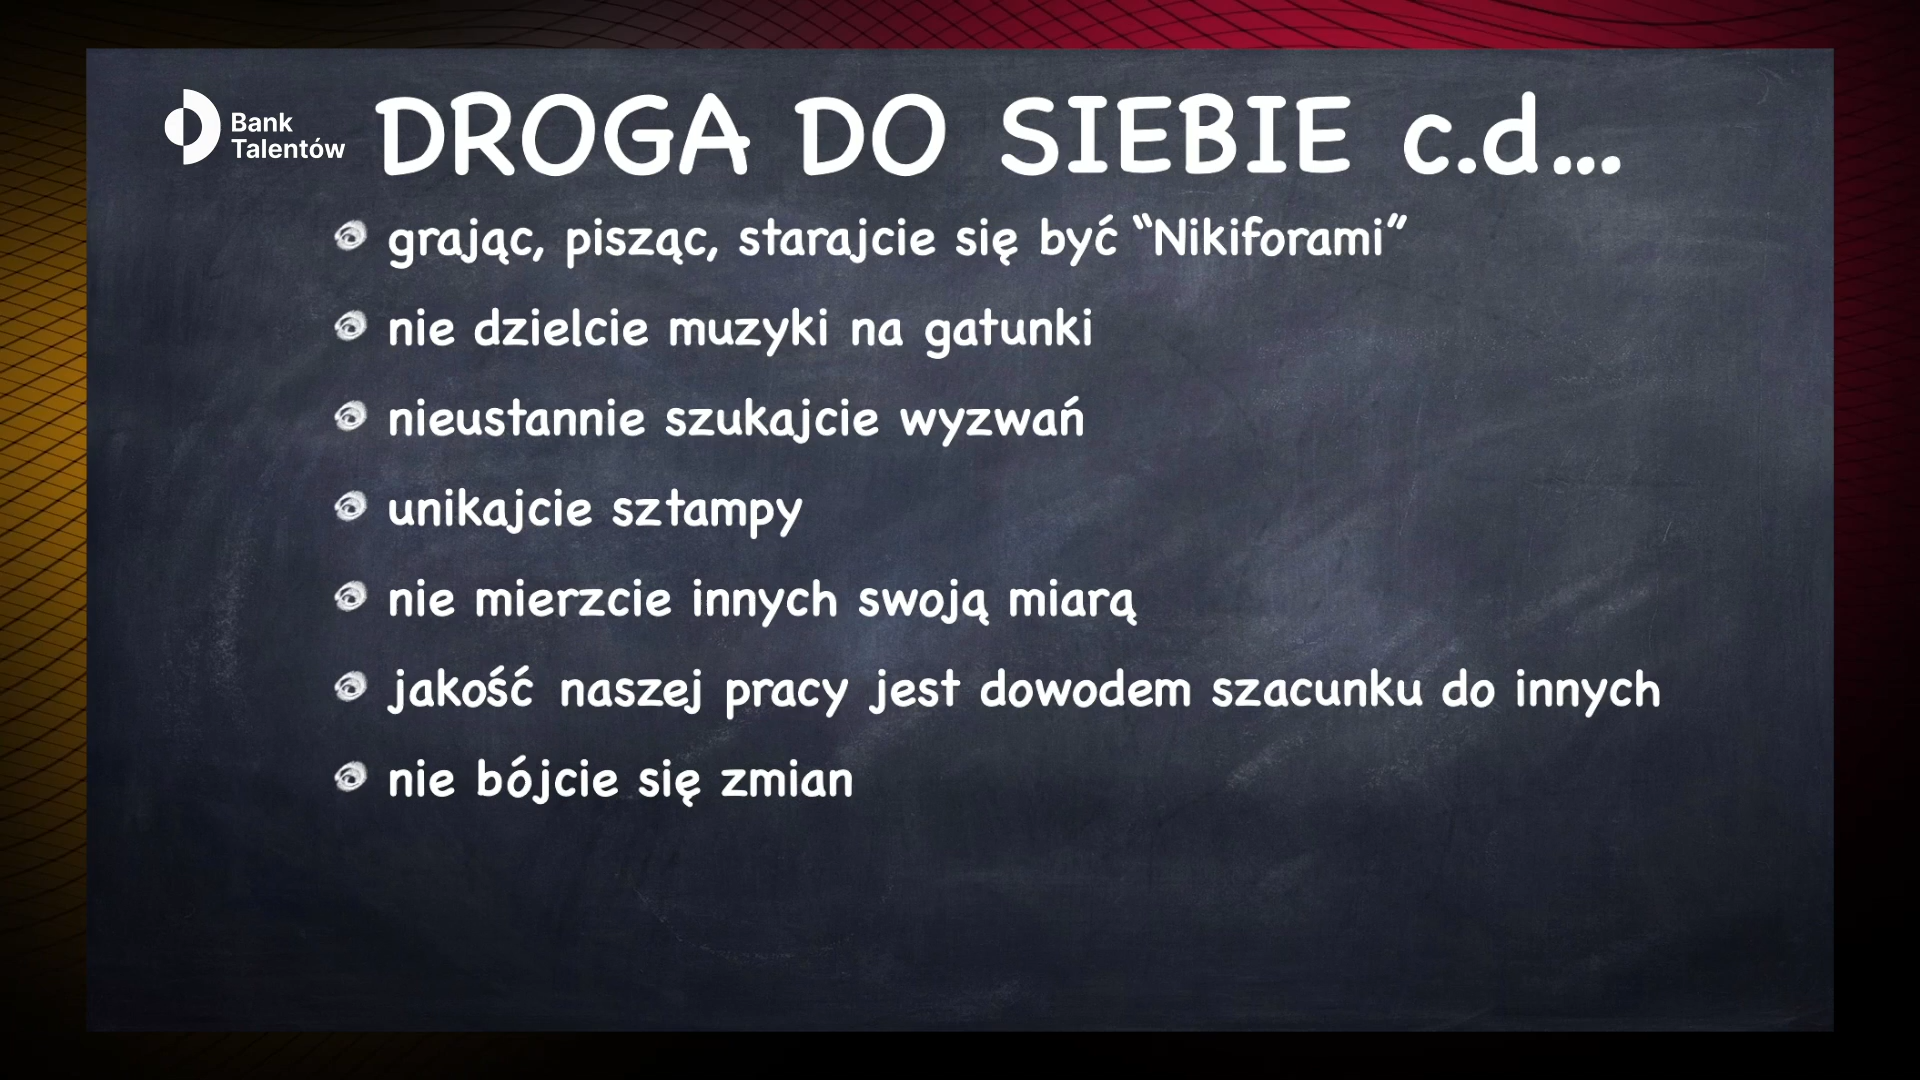 Bank
Talentów
DROGA DO SIEBIE c.d...
grając, pisząc, starajcie się być “Nikiforami”
nie dzielcie muzyki na gatunki
nieustannie szukajcie wyzwań
unikajcie sztampy
nie mierzcie innych swoją miarą
jakość naszej pracy jest dowodem szacunku do innych
nie bójcie się zmian